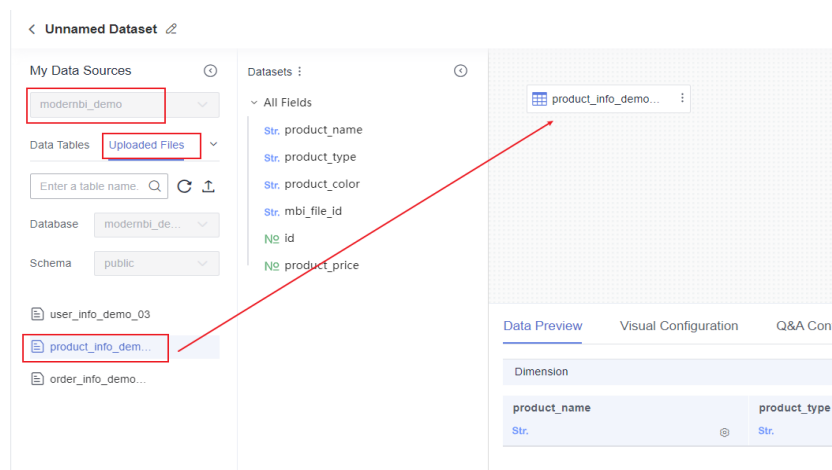 Unnamed Dataset
My Data Sources
modernbi_demo
Data Tables Uploaded Files
Enter a table name.
Database modernbi_de...
Schema public
user_info_demo_03
product_info_dem...
order_info_demo...
Datasets
All Fields
Str. product_name
Str. product_type
Str. product_color
Str. mbi_file_id
No id
No product_price
product_info_demo...
Data Preview Visual Configuration Q&A Con
Dimension
product_name product_type
Str. Str.